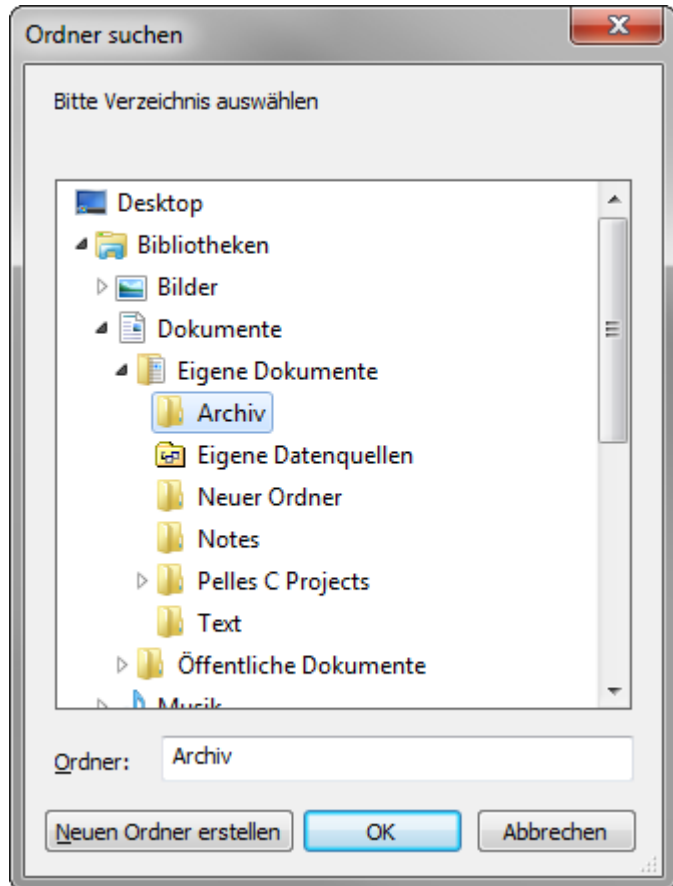 Ordner suchen
Bitte Verzeichnis auswählen
Desktop
Bibliotheken
Bilder
Dokumente
Eigene Dokumente
Archiv
Eigene Datenquellen
Neuer Ordner
Notes
Pelles C Projects
Text
Öffentliche Dokumente
Musik
Ordner: Archiv
Neuen Ordner erstellen OK Abbrechen